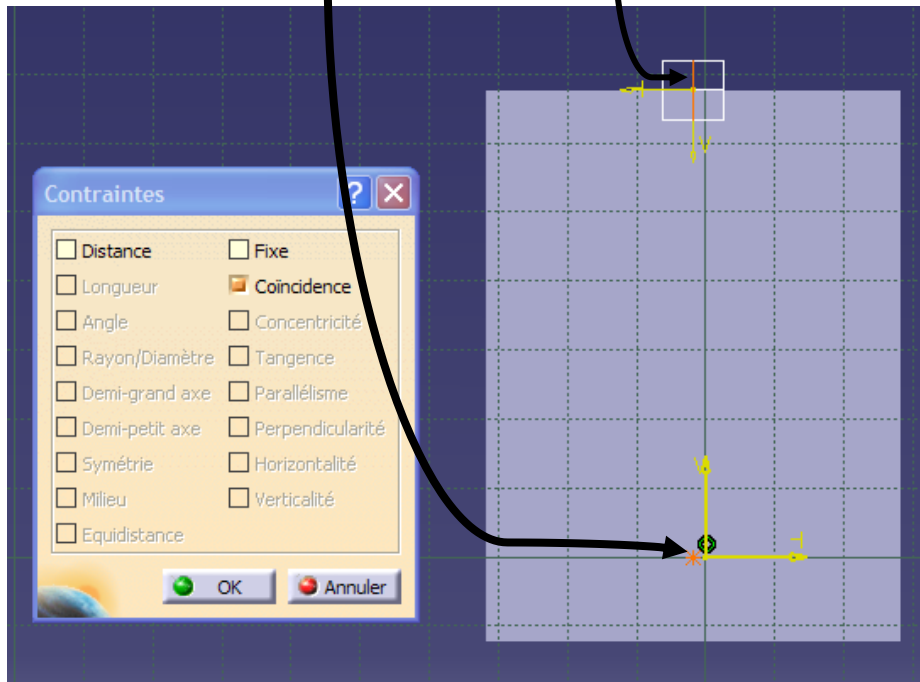 Contraintes
Distance
Fixe
Longueur
Coïncidence
Angle
Concentricité
Rayon/Diamètre
Tangence
Demi-grand axe
Parallélisme
Demi-petit axe
Perpendicularité
Symétrie
Horizontalité
Milieu
Verticalité
Equidistance
OK
Annuler
V
V